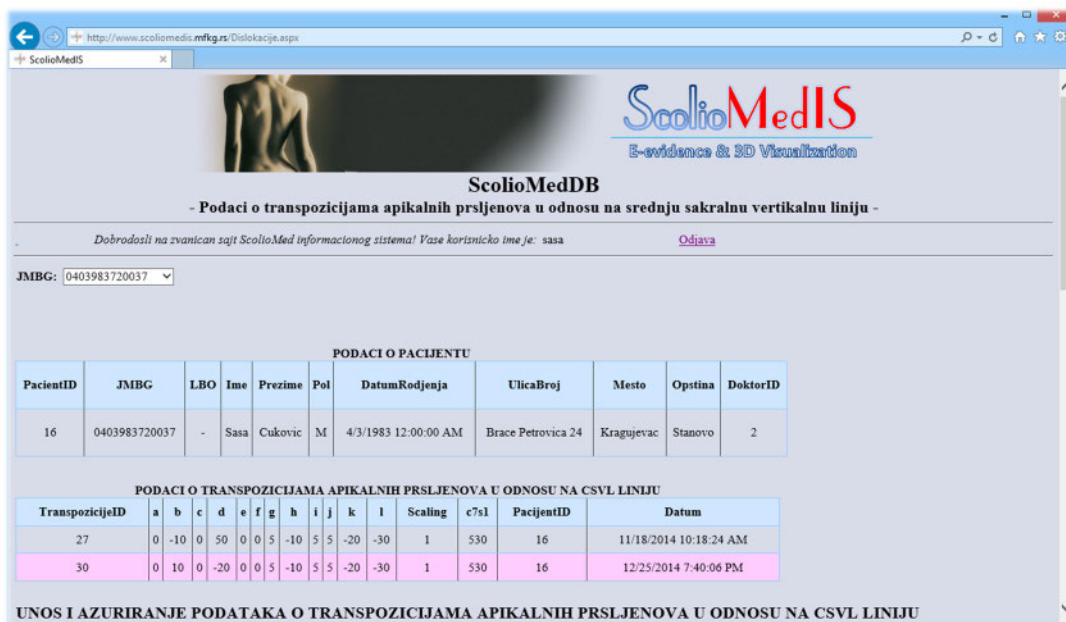 http://www.scoliomedis.mfkg.rs/Dislokacije.aspx
ScolioMedIS
ScolioMedIS
E-evidence & 3D Visualization
ScolioMedDB
- Podaci o transpozicijama apikalnih prsljenova u odnosu na srednju sakralnu vertikalnu liniju -
Dobrodosli na zvanican sajt ScolioMed informacionog sistema! Vase korisnicko ime je: sasa Odjava
JMBG: 0403983720037
PODACI O PACIJENTU
PacientID JMBG LBO Ime Prezime Pol DatumRodjenja UlicaBroj Mesto Opstina DoktorID
16 0403983720037 - Sasa Cukovic M 4/3/1983 12:00:00 AM Brace Petrovica 24 Kragujevac Stanovo 2
PODACI O TRANSPOZICIJAMA APIKALNIH PRSLJENOVA U ODNOSU NA CSVL LINIJU
TranspozicijeID a b c d e f g h i j k l Scaling c7s1 PacijentID Datum
27 0 -10 0 50 0 0 5 -10 5 5 -20 -30 1 530 16 11/18/2014 10:18:24 AM
30 0 10 0 -20 0 0 5 -10 5 5 -20 -30 1 530 16 12/25/2014 7:40:06 PM
UNOS I AZURIRANJE PODATAKA O TRANSPOZICIJAMA APIKALNIH PRSLJENOVA U ODNOSU NA CSVL LINIJU